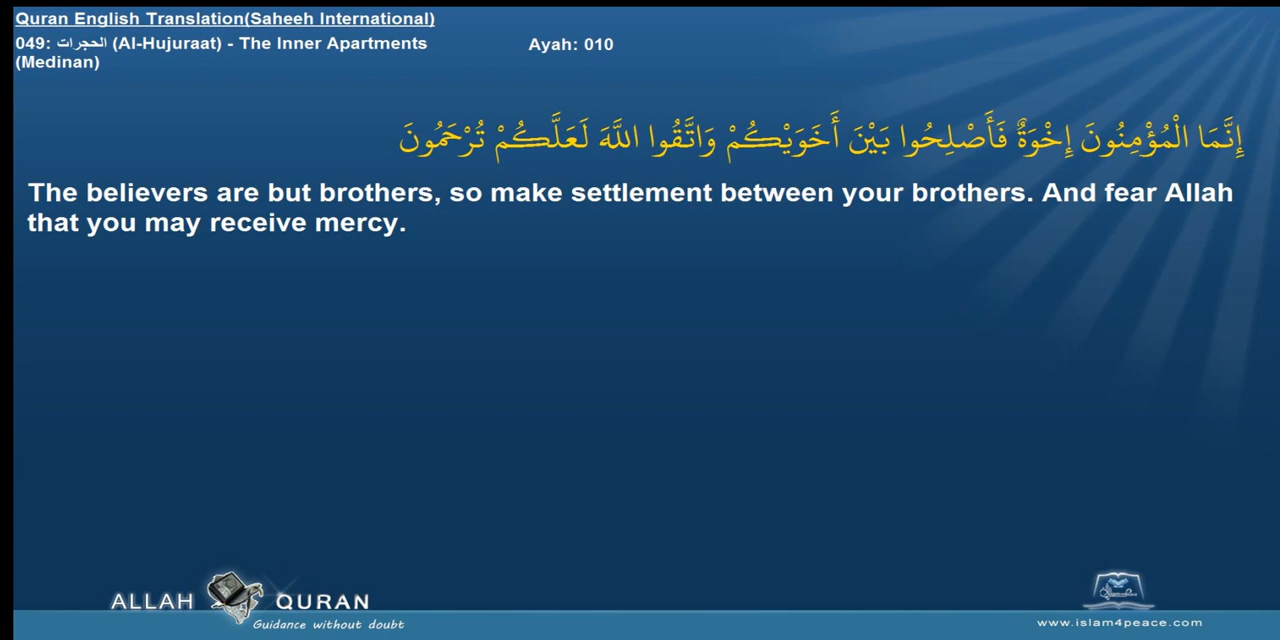 Quran English Translation(Saheeh International)
049: الحجرات (Al-Hujuraat) - The Inner Apartments
(Medinan)
Ayah: 010
إِنَّمَا الْمُؤْمِنُونَ إِخْوَةٌ فَأَصْلِحُوا بَيْنَ أَخَوَيْكُمْ وَاتَّقُوا اللَّهَ لَعَلَّكُمْ تُرْحَمُونَ
The believers are but brothers, so make settlement between your brothers. And fear Allah
that you may receive mercy.
ALLAH QURAN
Guidance without doubt
www.islam4peace.com